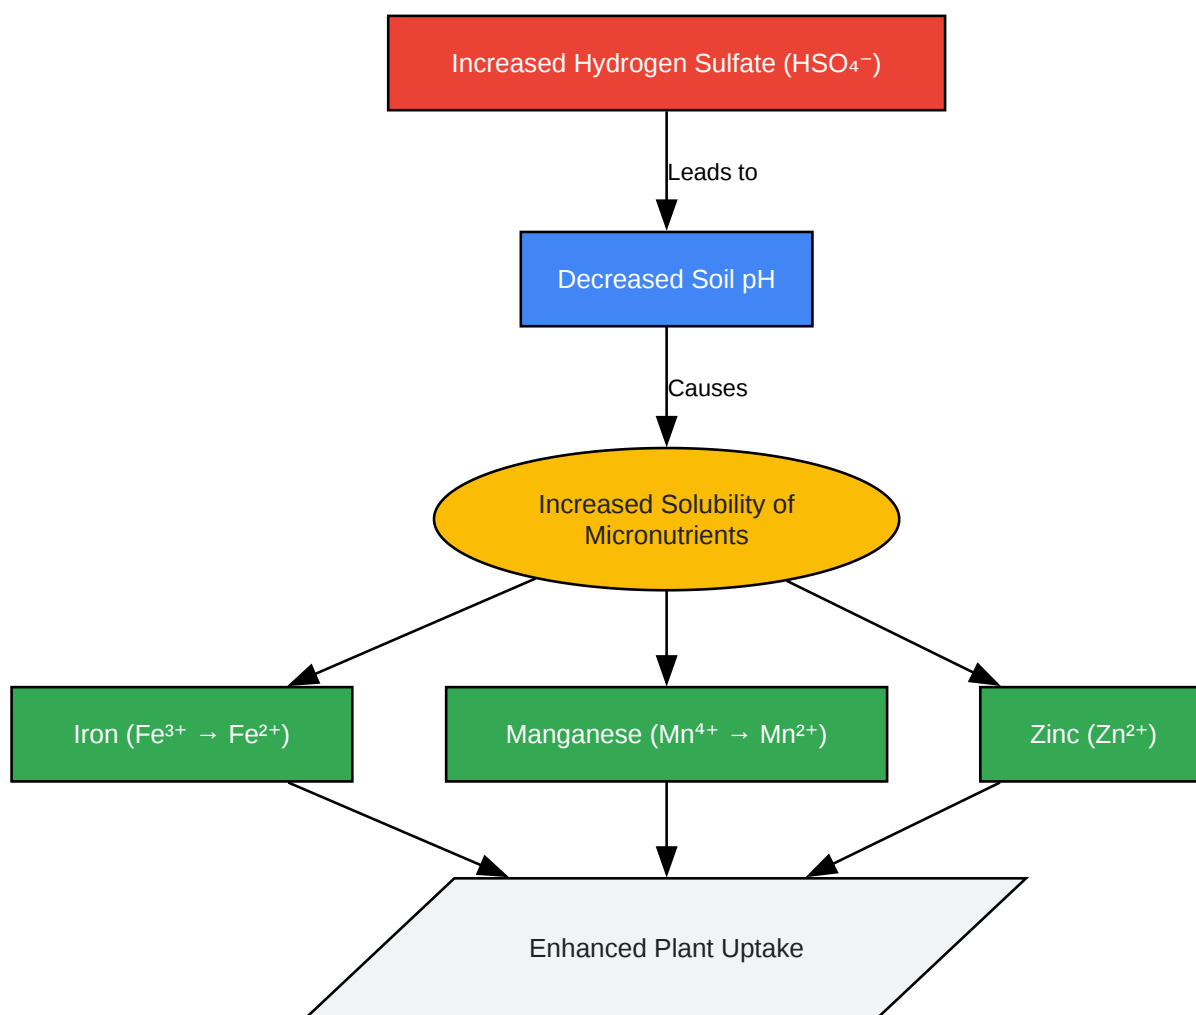 Increased Hydrogen Sulfate (HSO₄⁻)
Leads to
Decreased Soil pH
Causes
Increased Solubility of
Micronutrients
Iron (Fe³⁺ → Fe²⁺)
Manganese (Mn⁴⁺ → Mn²⁺)
Zinc (Zn²⁺)
Enhanced Plant Uptake